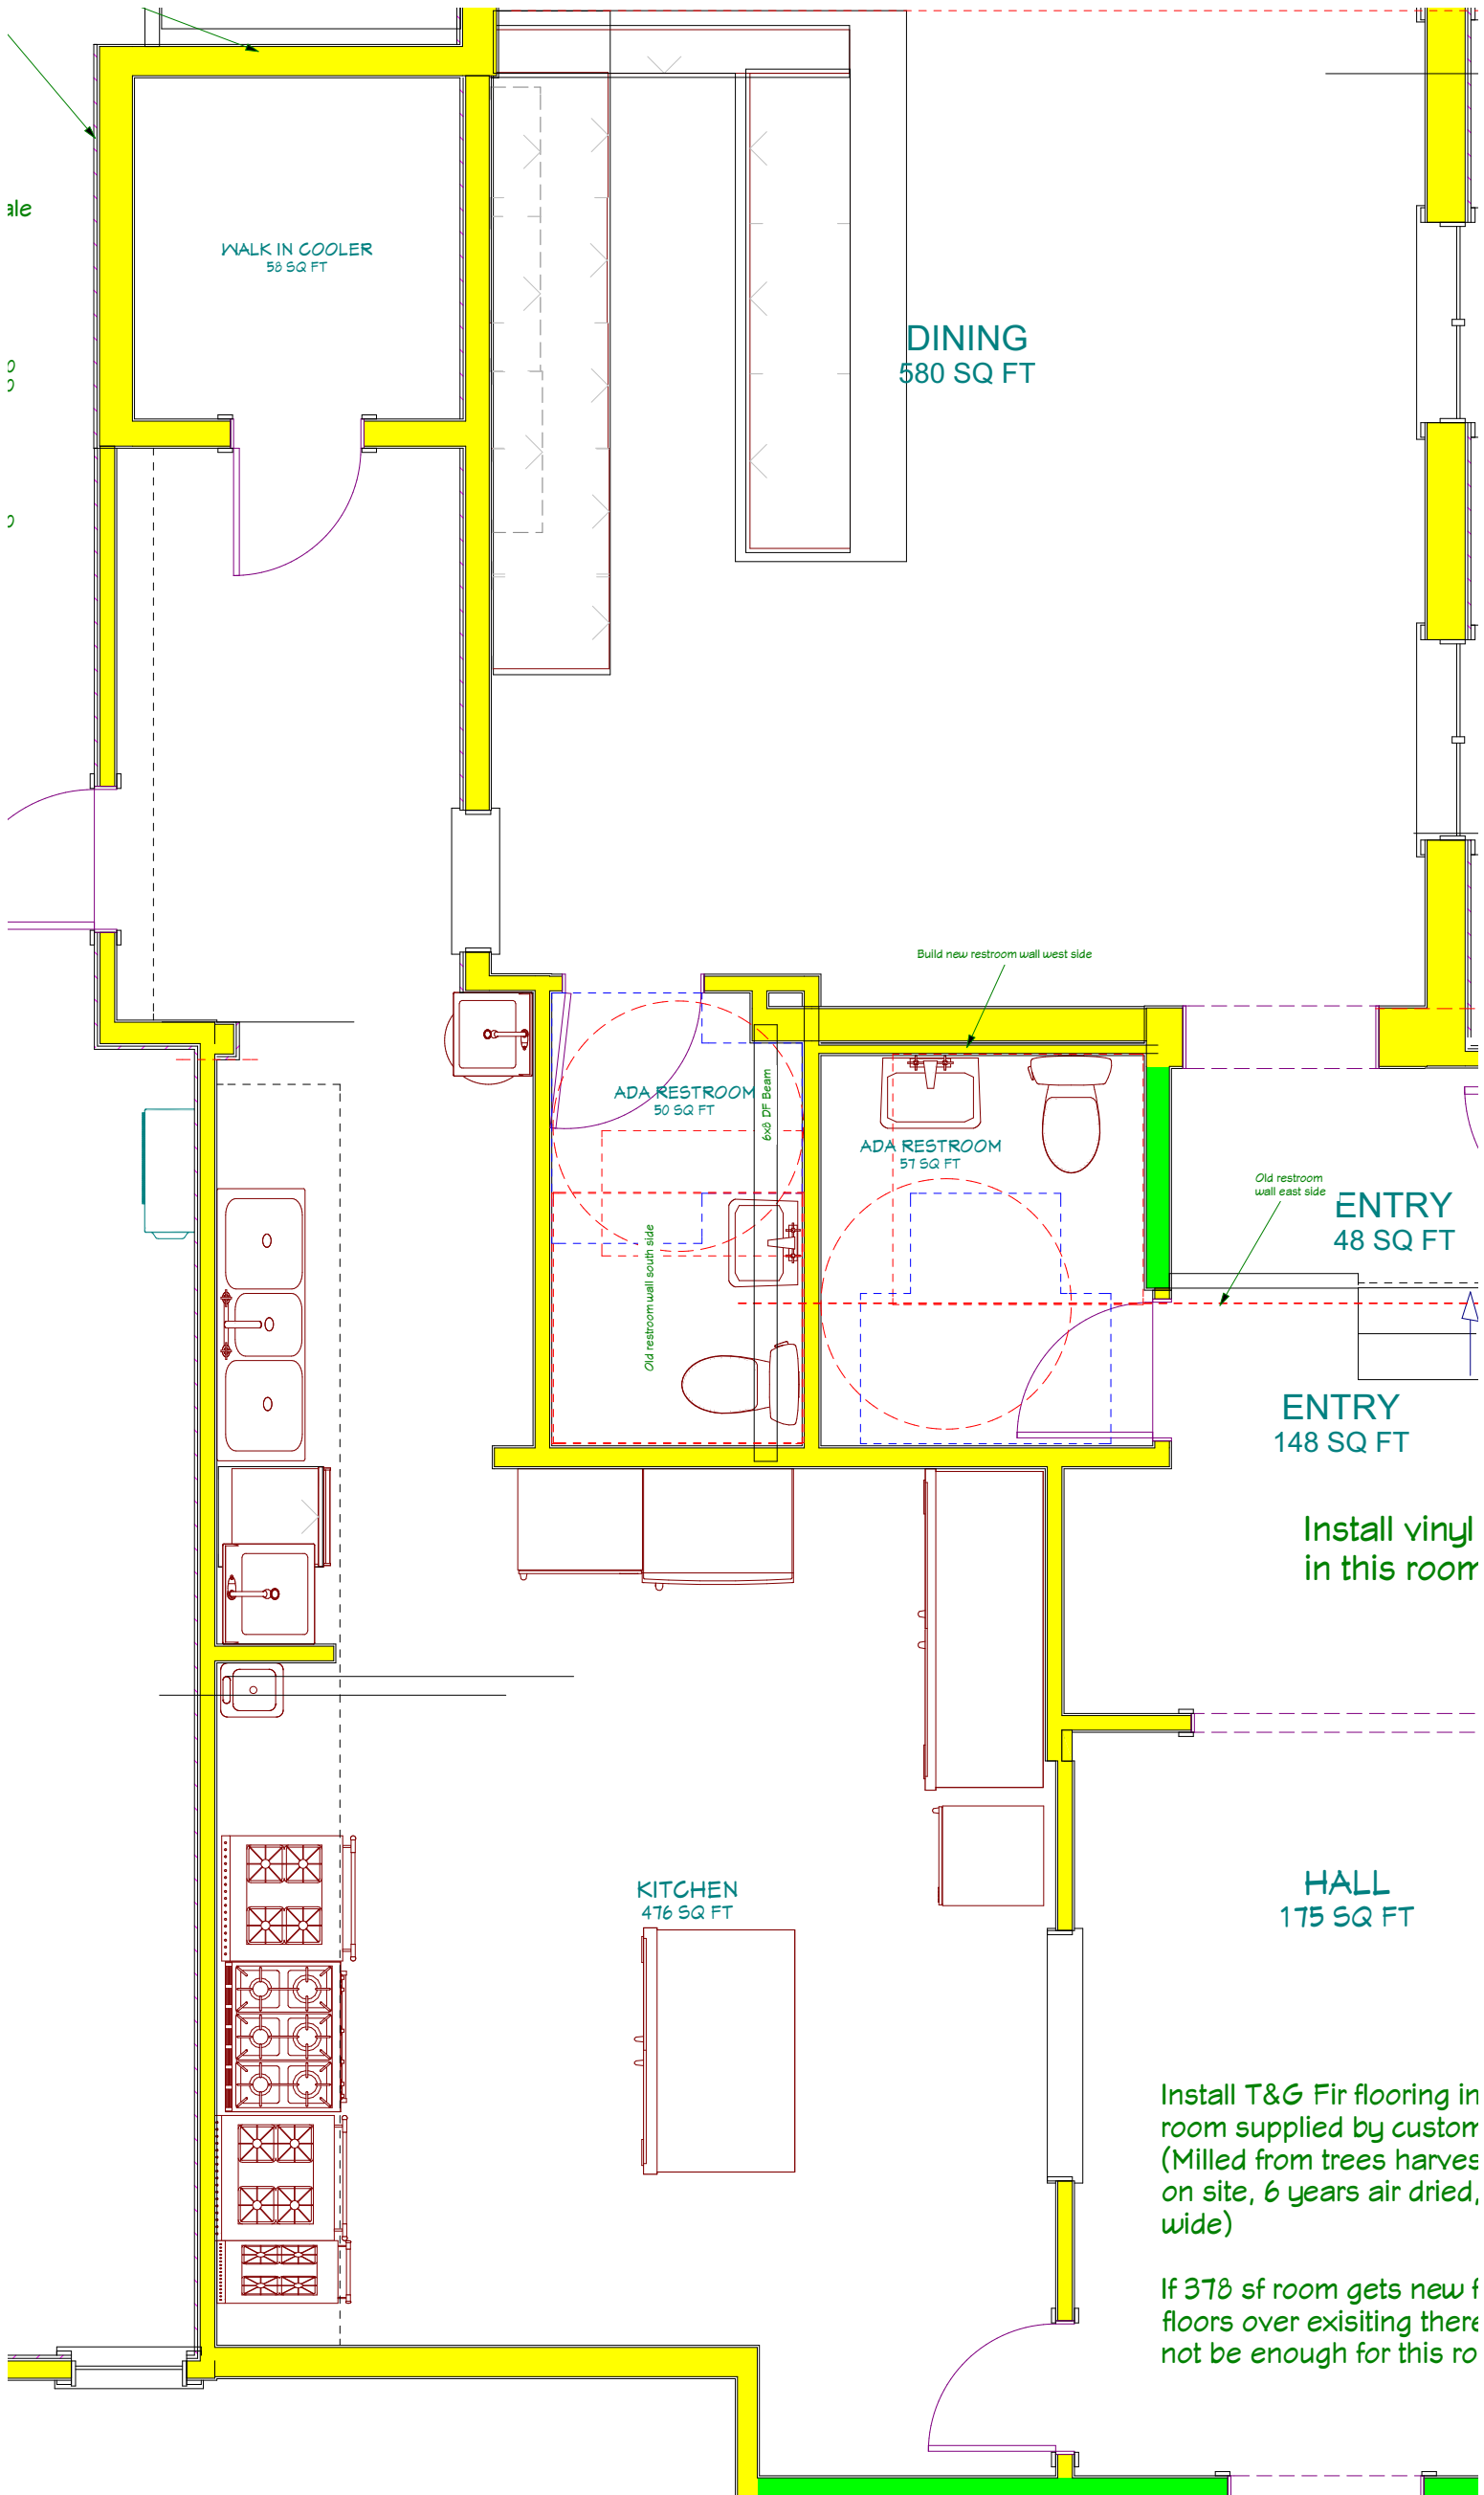 ale
WALK IN COOLER
58 SQ FT
DINING
580 SQ FT
Build new restroom wall west side
ADA RESTROOM
50 SQ FT
6x8 DF Beam
ADA RESTROOM
57 SQ FT
Old restroom
wall east side
ENTRY
48 SQ FT
Old restroom wall south side
ENTRY
148 SQ FT
Install vinyl
in this room
KITCHEN
476 SQ FT
HALL
175 SQ FT
Install T&G Fir flooring in
room supplied by custom
(Milled from trees harves
on site, 6 years air dried,
wide)
If 378 sf room gets new f
floors over exisiting there
not be enough for this ro